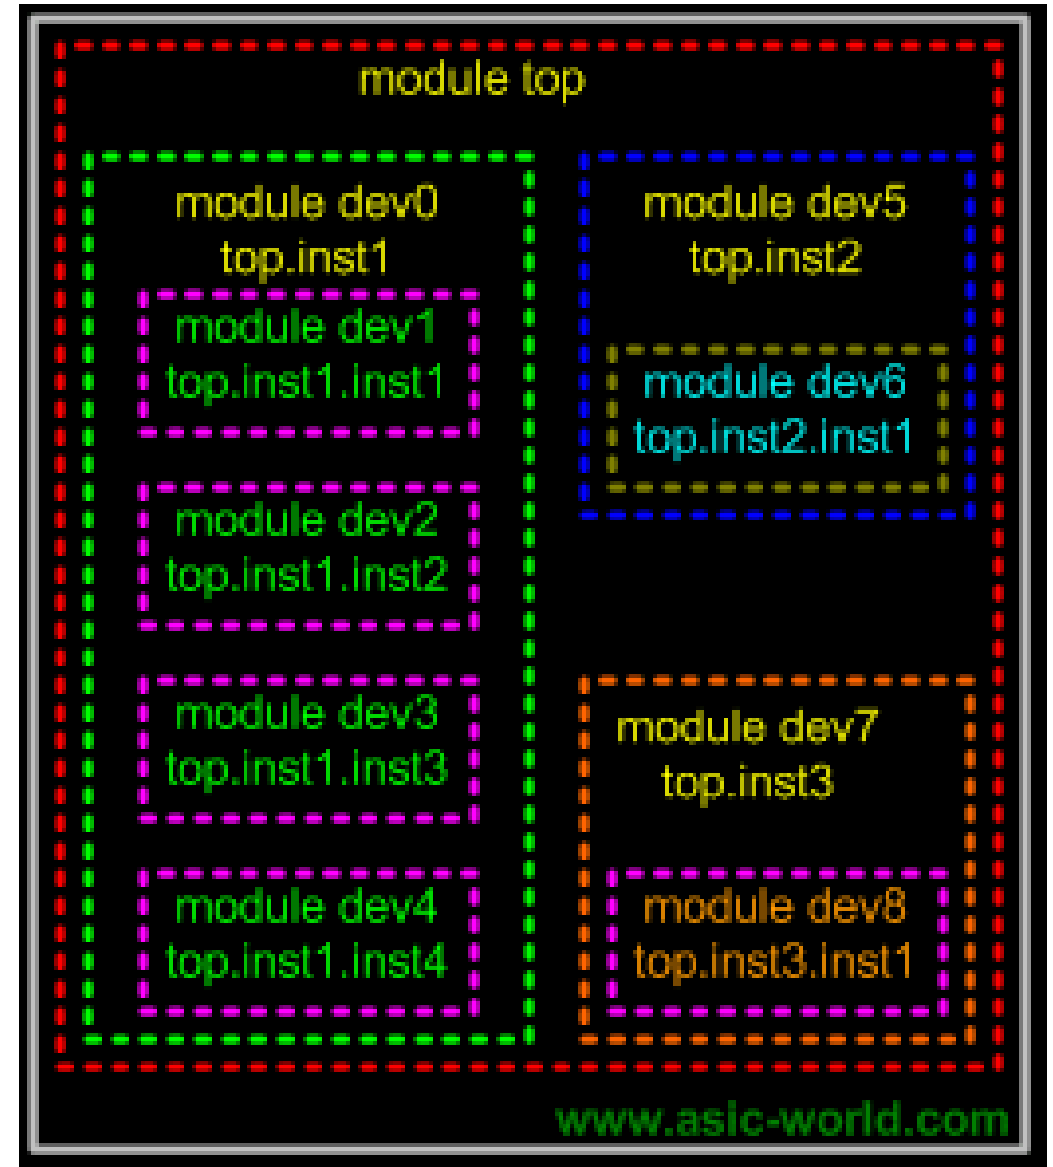 module top
module dev0
top.inst1
module dev1
top.inst1.inst1
module dev2
top.inst1.inst2
module dev3
top.inst1.inst3
module dev4
top.inst1.inst4
module dev5
top.inst2
module dev6
top.inst2.inst1
module dev7
top.inst3
module dev8
top.inst3.inst1
www.asic-world.com